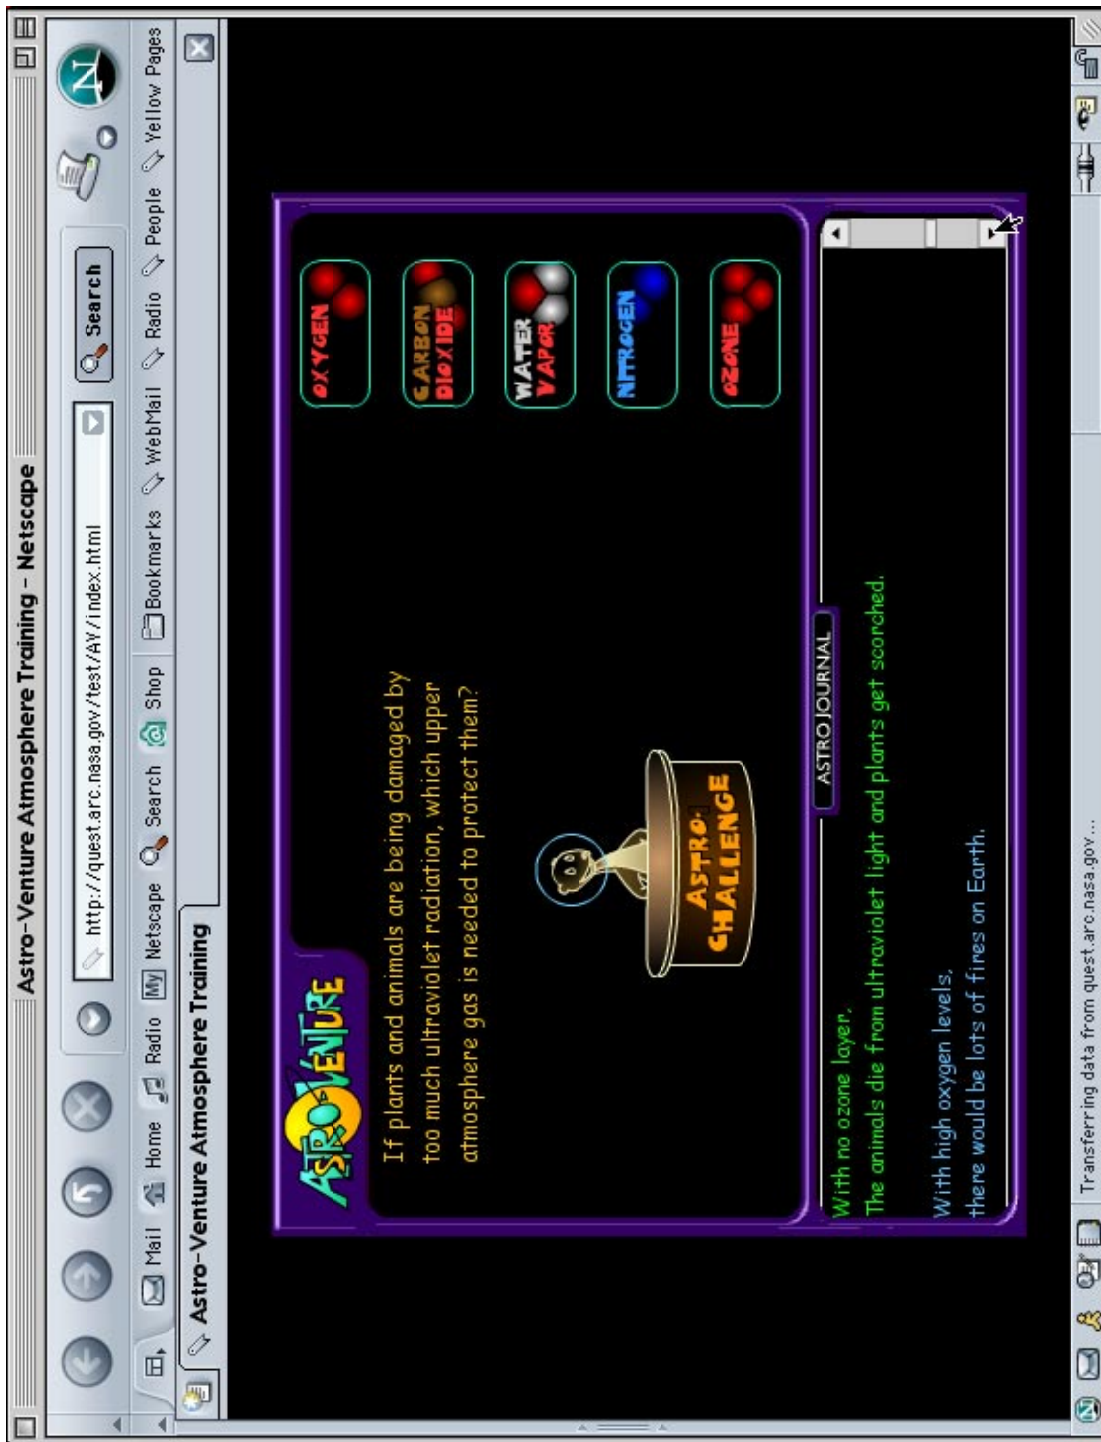 Astro-Venture Atmosphere Training - Netscape
http://quest.arc.nasa.gov/test/AV/index.html
Search
N
Mail Home Radio My Netscape Search Shop Bookmarks WebMail Radio People Yellow Pages
Astro-Venture Atmosphere Training
ASTRO-VENTURE
If plants and animals are being damaged by
too much ultraviolet radiation, which upper
atmosphere gas is needed to protect them?
ASTRO-
CHALLENGE
OXYGEN
CARBON
DIOXIDE
WATER
VAPOR
NITROGEN
OZONE
ASTRO JOURNAL
With no ozone layer,
The animals die from ultraviolet light and plants get scorched.
With high oxygen levels,
there would be lots of fires on Earth.
N
Transferring data from quest.arc.nasa.gov...